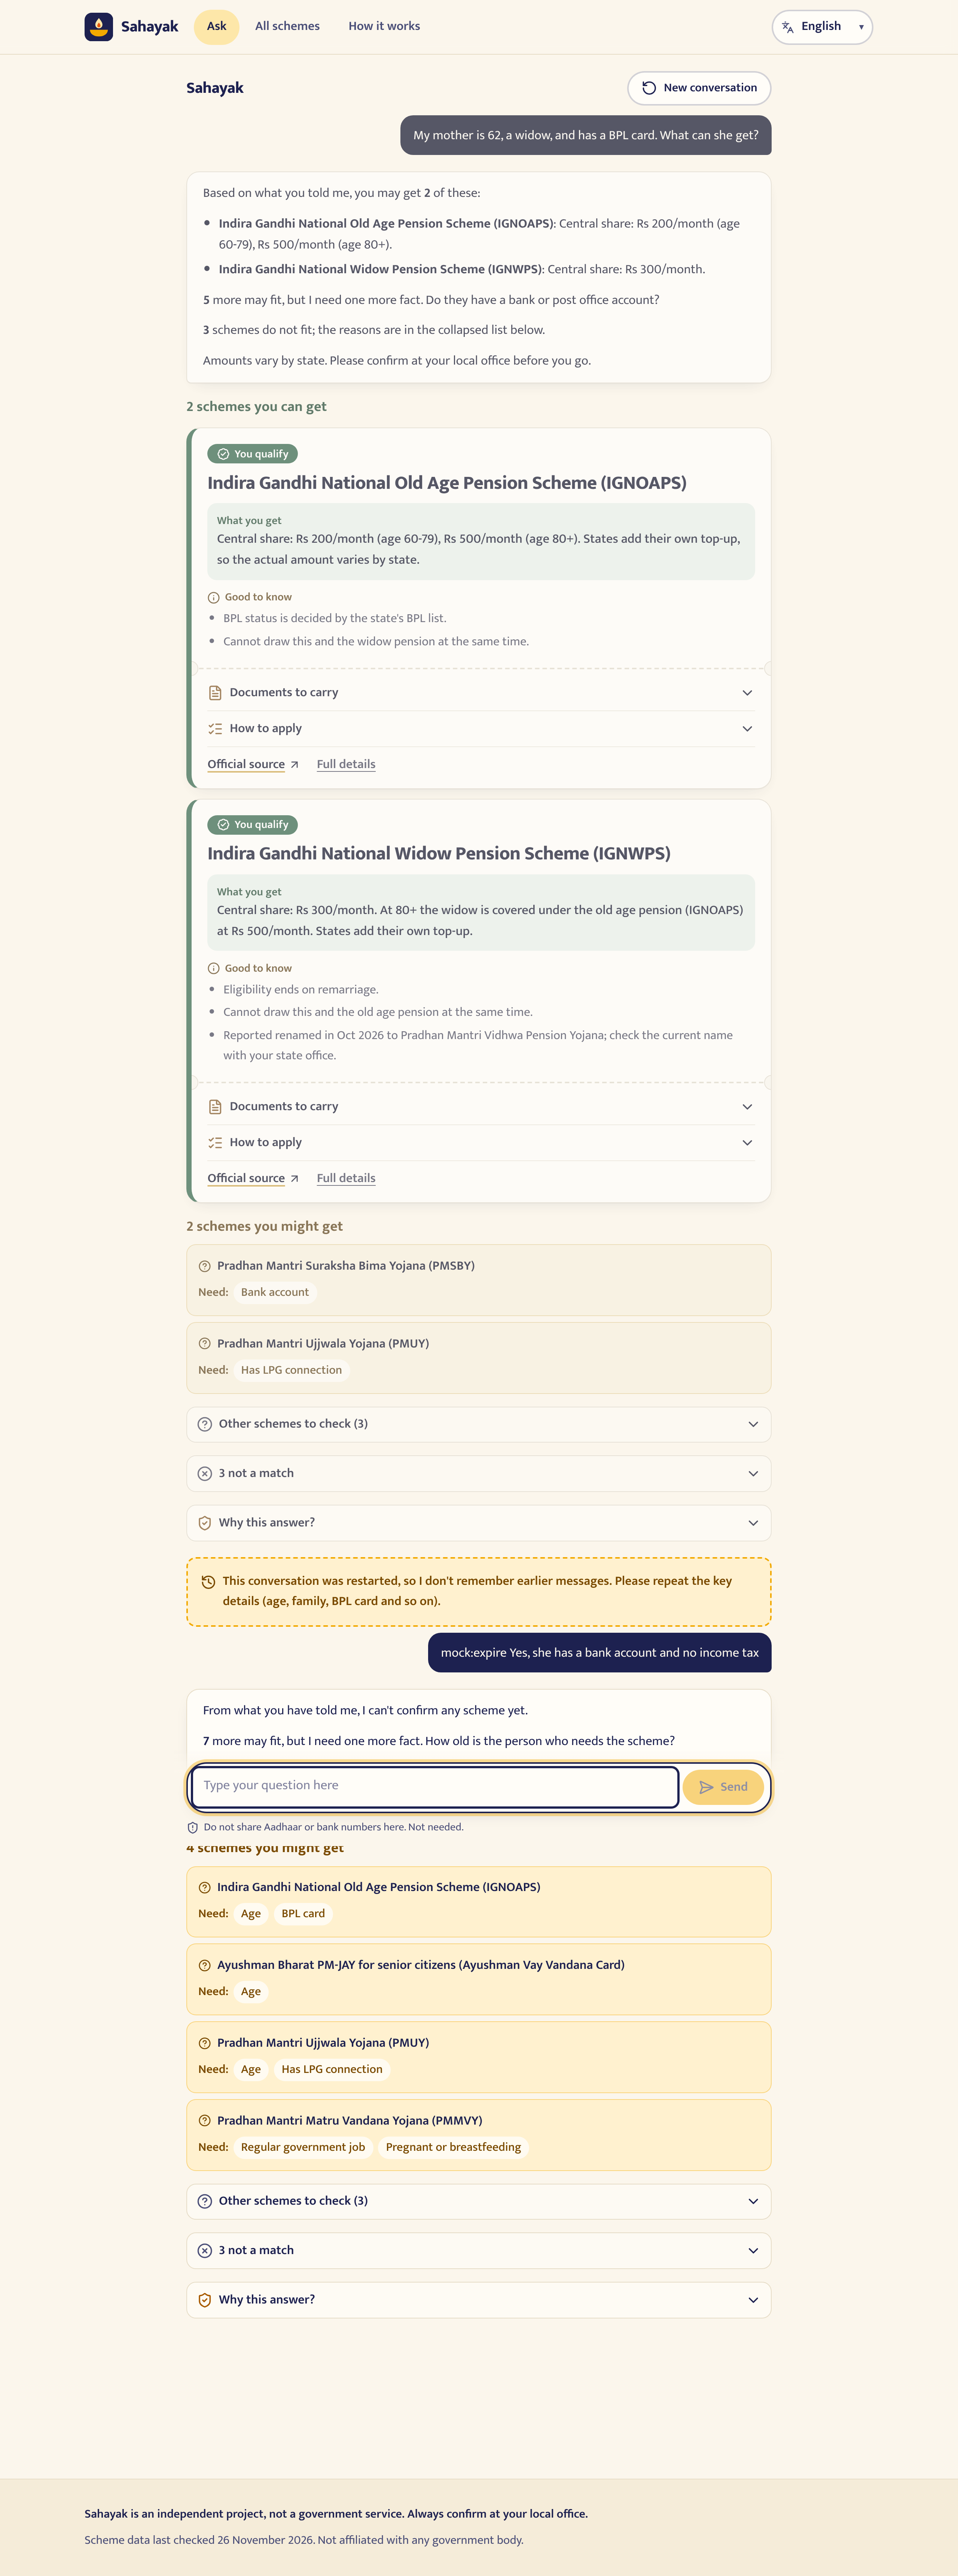 Sahayak
Ask
All schemes
How it works
English
Sahayak
New conversation
My mother is 62, a widow, and has a BPL card. What can she get?
Based on what you told me, you may get 2 of these:
Indira Gandhi National Old Age Pension Scheme (IGNOAPS): Central share: Rs 200/month (age
60-79), Rs 500/month (age 80+).
Indira Gandhi National Widow Pension Scheme (IGNWPS): Central share: Rs 300/month.
5 more may fit, but I need one more fact. Do they have a bank or post office account?
3 schemes do not fit; the reasons are in the collapsed list below.
Amounts vary by state. Please confirm at your local office before you go.
2 schemes you can get
You qualify
Indira Gandhi National Old Age Pension Scheme (IGNOAPS)
What you get
Central share: Rs 200/month (age 60-79), Rs 500/month (age 80+). States add their own top-up,
so the actual amount varies by state.
Good to know
BPL status is decided by the state's BPL list.
Cannot draw this and the widow pension at the same time.
Documents to carry
How to apply
Official source
Full details
You qualify
Indira Gandhi National Widow Pension Scheme (IGNWPS)
What you get
Central share: Rs 300/month. At 80+ the widow is covered under the old age pension (IGNOAPS)
at Rs 500/month. States add their own top-up.
Good to know
Eligibility ends on remarriage.
Cannot draw this and the old age pension at the same time.
Reported renamed in Oct 2026 to Pradhan Mantri Vidhwa Pension Yojana; check the current name
with your state office.
Documents to carry
How to apply
Official source
Full details
2 schemes you might get
Pradhan Mantri Suraksha Bima Yojana (PMSBY)
Need: Bank account
Pradhan Mantri Ujjwala Yojana (PMUY)
Need: Has LPG connection
Other schemes to check (3)
3 not a match
Why this answer?
This conversation was restarted, so I don't remember earlier messages. Please repeat the key
details (age, family, BPL card and so on).
mock:expire Yes, she has a bank account and no income tax
From what you have told me, I can't confirm any scheme yet.
7 more may fit, but I need one more fact. How old is the person who needs the scheme?
Type your question here
Send
Do not share Aadhaar or bank numbers here. Not needed.
4 schemes you might get
Indira Gandhi National Old Age Pension Scheme (IGNOAPS)
Need: Age BPL card
Ayushman Bharat PM-JAY for senior citizens (Ayushman Vay Vandana Card)
Need: Age
Pradhan Mantri Ujjwala Yojana (PMUY)
Need: Age Has LPG connection
Pradhan Mantri Matru Vandana Yojana (PMMVY)
Need: Regular government job Pregnant or breastfeeding
Other schemes to check (3)
3 not a match
Why this answer?
Sahayak is an independent project, not a government service. Always confirm at your local office.
Scheme data last checked 26 November 2026. Not affiliated with any government body.